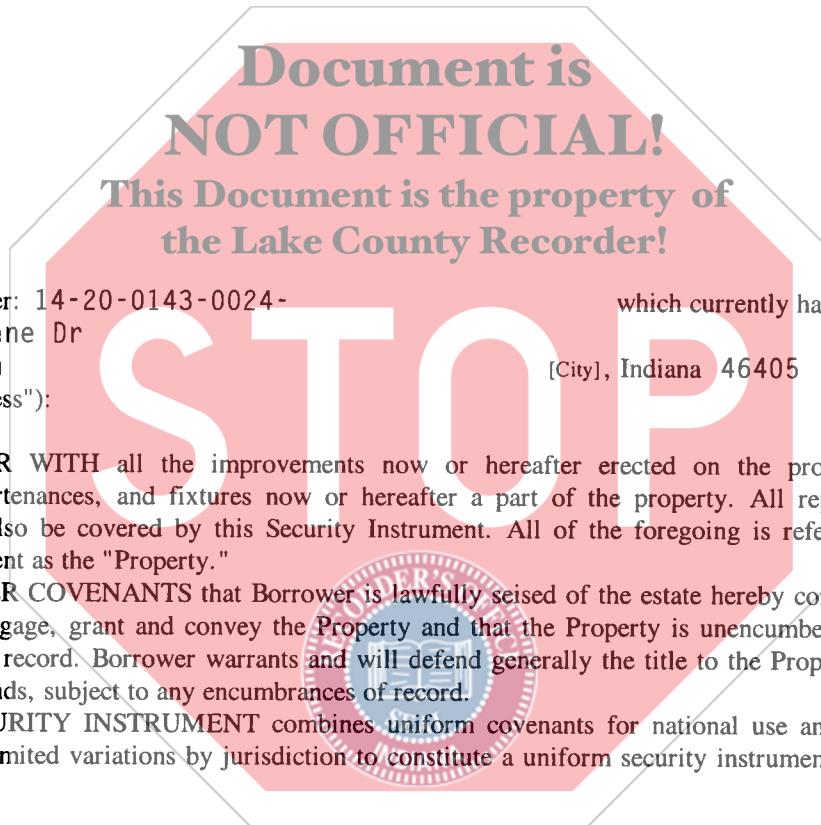 Document is
NOT OFFICIAL!
This Document is the property of
the Lake County Recorder!
STOP
er: 14-20-0143-0024- which currently ha
ene Dr
[City], Indiana 46405
ess"):
R WITH all the improvements now or hereafter erected on the pro
rtenances, and fixtures now or hereafter a part of the property. All re
lso be covered by this Security Instrument. All of the foregoing is refe
ent as the "Property."
R COVENANTS that Borrower is lawfully seised of the estate hereby co
gage, grant and convey the Property and that the Property is unencumbe
record. Borrower warrants and will defend generally the title to the Prop
ds, subject to any encumbrances of record.
URITY INSTRUMENT combines uniform covenants for national use an
mited variations by jurisdiction to constitute a uniform security instrumen
SEAL
INDIANA